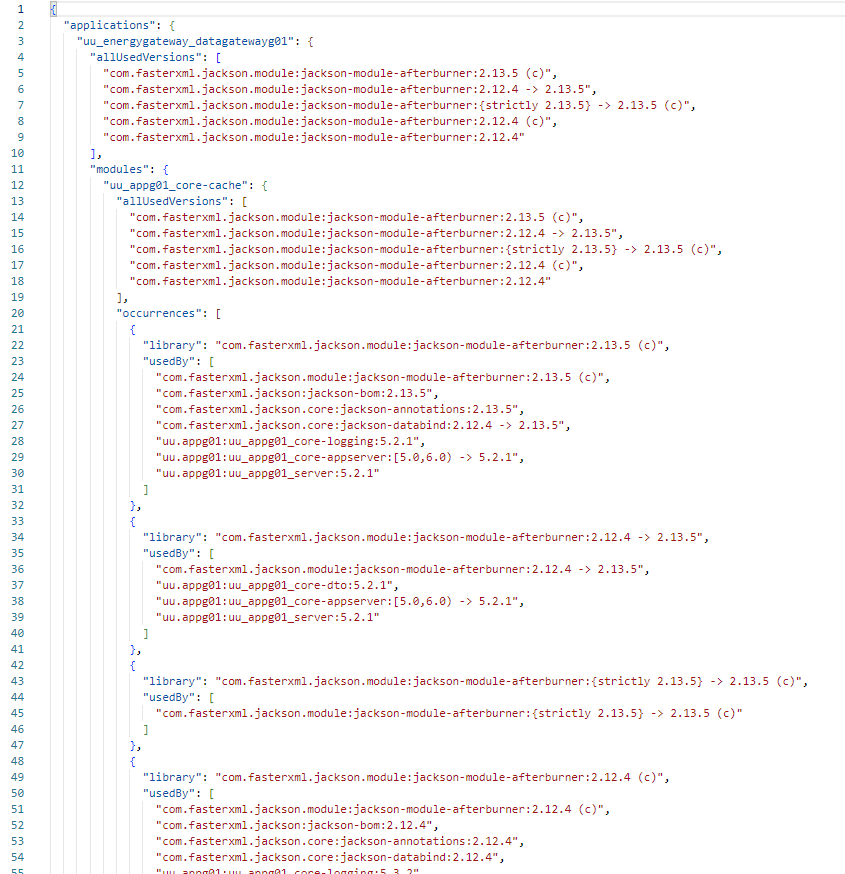 1 {
2 "applications": {
3 "uu_energygateway_datagatewayg01": {
4 "allUsedVersions": [
5 "com.fasterxml.jackson.module:jackson-module-afterburner:2.13.5 (c)",
6 "com.fasterxml.jackson.module:jackson-module-afterburner:2.12.4 -> 2.13.5",
7 "com.fasterxml.jackson.module:jackson-module-afterburner:{strictly 2.13.5} -> 2.13.5 (c)",
8 "com.fasterxml.jackson.module:jackson-module-afterburner:2.12.4 (c)",
9 "com.fasterxml.jackson.module:jackson-module-afterburner:2.12.4"
10 ],
11 "modules": {
12 "uu_appg01_core-cache": {
13 "allUsedVersions": [
14 "com.fasterxml.jackson.module:jackson-module-afterburner:2.13.5 (c)",
15 "com.fasterxml.jackson.module:jackson-module-afterburner:2.12.4 -> 2.13.5",
16 "com.fasterxml.jackson.module:jackson-module-afterburner:{strictly 2.13.5} -> 2.13.5 (c)",
17 "com.fasterxml.jackson.module:jackson-module-afterburner:2.12.4 (c)",
18 "com.fasterxml.jackson.module:jackson-module-afterburner:2.12.4"
19 ],
20 "occurrences": [
21 {
22 "library": "com.fasterxml.jackson.module:jackson-module-afterburner:2.13.5 (c)",
23 "usedBy": [
24 "com.fasterxml.jackson.module:jackson-module-afterburner:2.13.5 (c)",
25 "com.fasterxml.jackson:jackson-bom:2.13.5",
26 "com.fasterxml.jackson.core:jackson-annotations:2.13.5",
27 "com.fasterxml.jackson.core:jackson-databind:2.12.4 -> 2.13.5",
28 "uu.appg01:uu_appg01_core-logging:5.2.1",
29 "uu.appg01:uu_appg01_core-appserver:[5.0,6.0) -> 5.2.1",
30 "uu.appg01:uu_appg01_server:5.2.1"
31 ]
32 },
33 {
34 "library": "com.fasterxml.jackson.module:jackson-module-afterburner:2.12.4 -> 2.13.5",
35 "usedBy": [
36 "com.fasterxml.jackson.module:jackson-module-afterburner:2.12.4 -> 2.13.5",
37 "uu.appg01:uu_appg01_core-dto:5.2.1",
38 "uu.appg01:uu_appg01_core-appserver:[5.0,6.0) -> 5.2.1",
39 "uu.appg01:uu_appg01_server:5.2.1"
40 ]
41 },
42 {
43 "library": "com.fasterxml.jackson.module:jackson-module-afterburner:{strictly 2.13.5} -> 2.13.5 (c)",
44 "usedBy": [
45 "com.fasterxml.jackson.module:jackson-module-afterburner:{strictly 2.13.5} -> 2.13.5 (c)"
46 ]
47 },
48 {
49 "library": "com.fasterxml.jackson.module:jackson-module-afterburner:2.12.4 (c)",
50 "usedBy": [
51 "com.fasterxml.jackson.module:jackson-module-afterburner:2.12.4 (c)",
52 "com.fasterxml.jackson:jackson-bom:2.12.4",
53 "com.fasterxml.jackson.core:jackson-annotations:2.12.4",
54 "com.fasterxml.jackson.core:jackson-databind:2.12.4",
55 "uu.appg01:uu_appg01_core-logging:5.3.2"